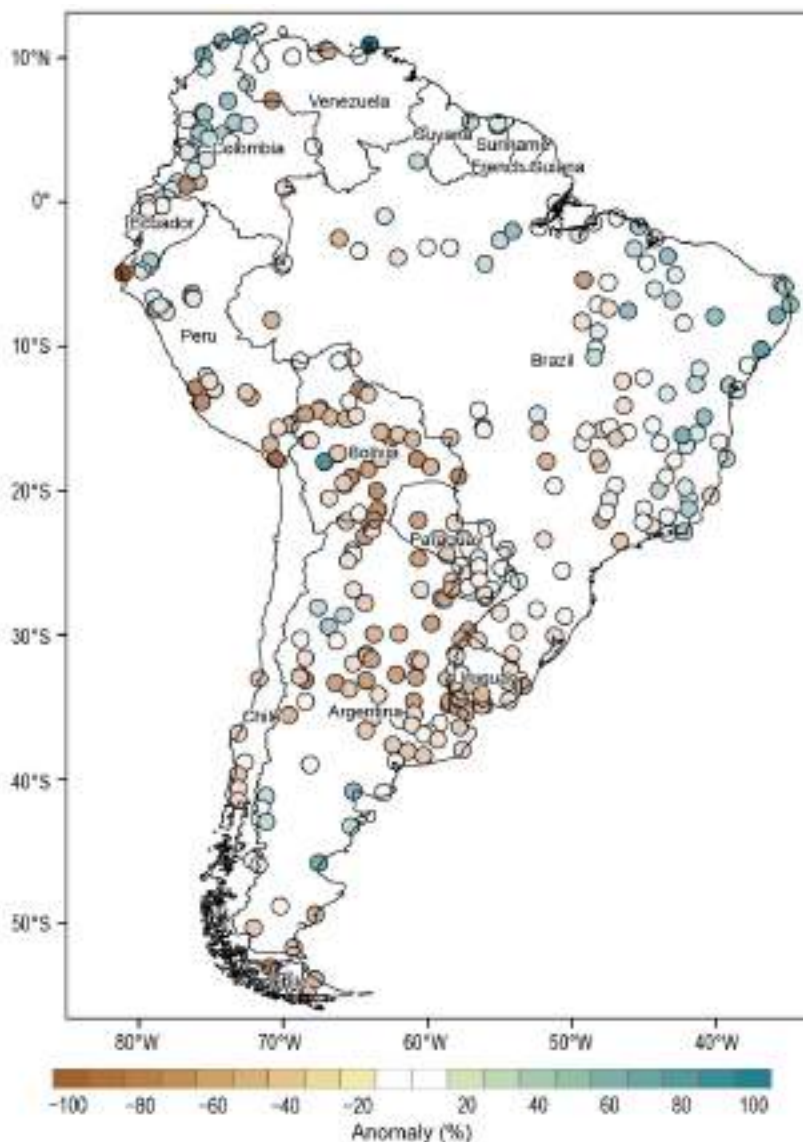 10°N
Venezuela
Guyana
Suriname
Colombia
French Guiana
0°
Ecuador
Peru
10°S
Brazil
Bolivia
20°S
Paraguay
30°S
Uruguay
Chile
Argentina
40°S
50°S
80°W 70°W 60°W 50°W 40°W
−100 −80 −60 −40 −20 20 40 60 80 100
Anomaly (%)